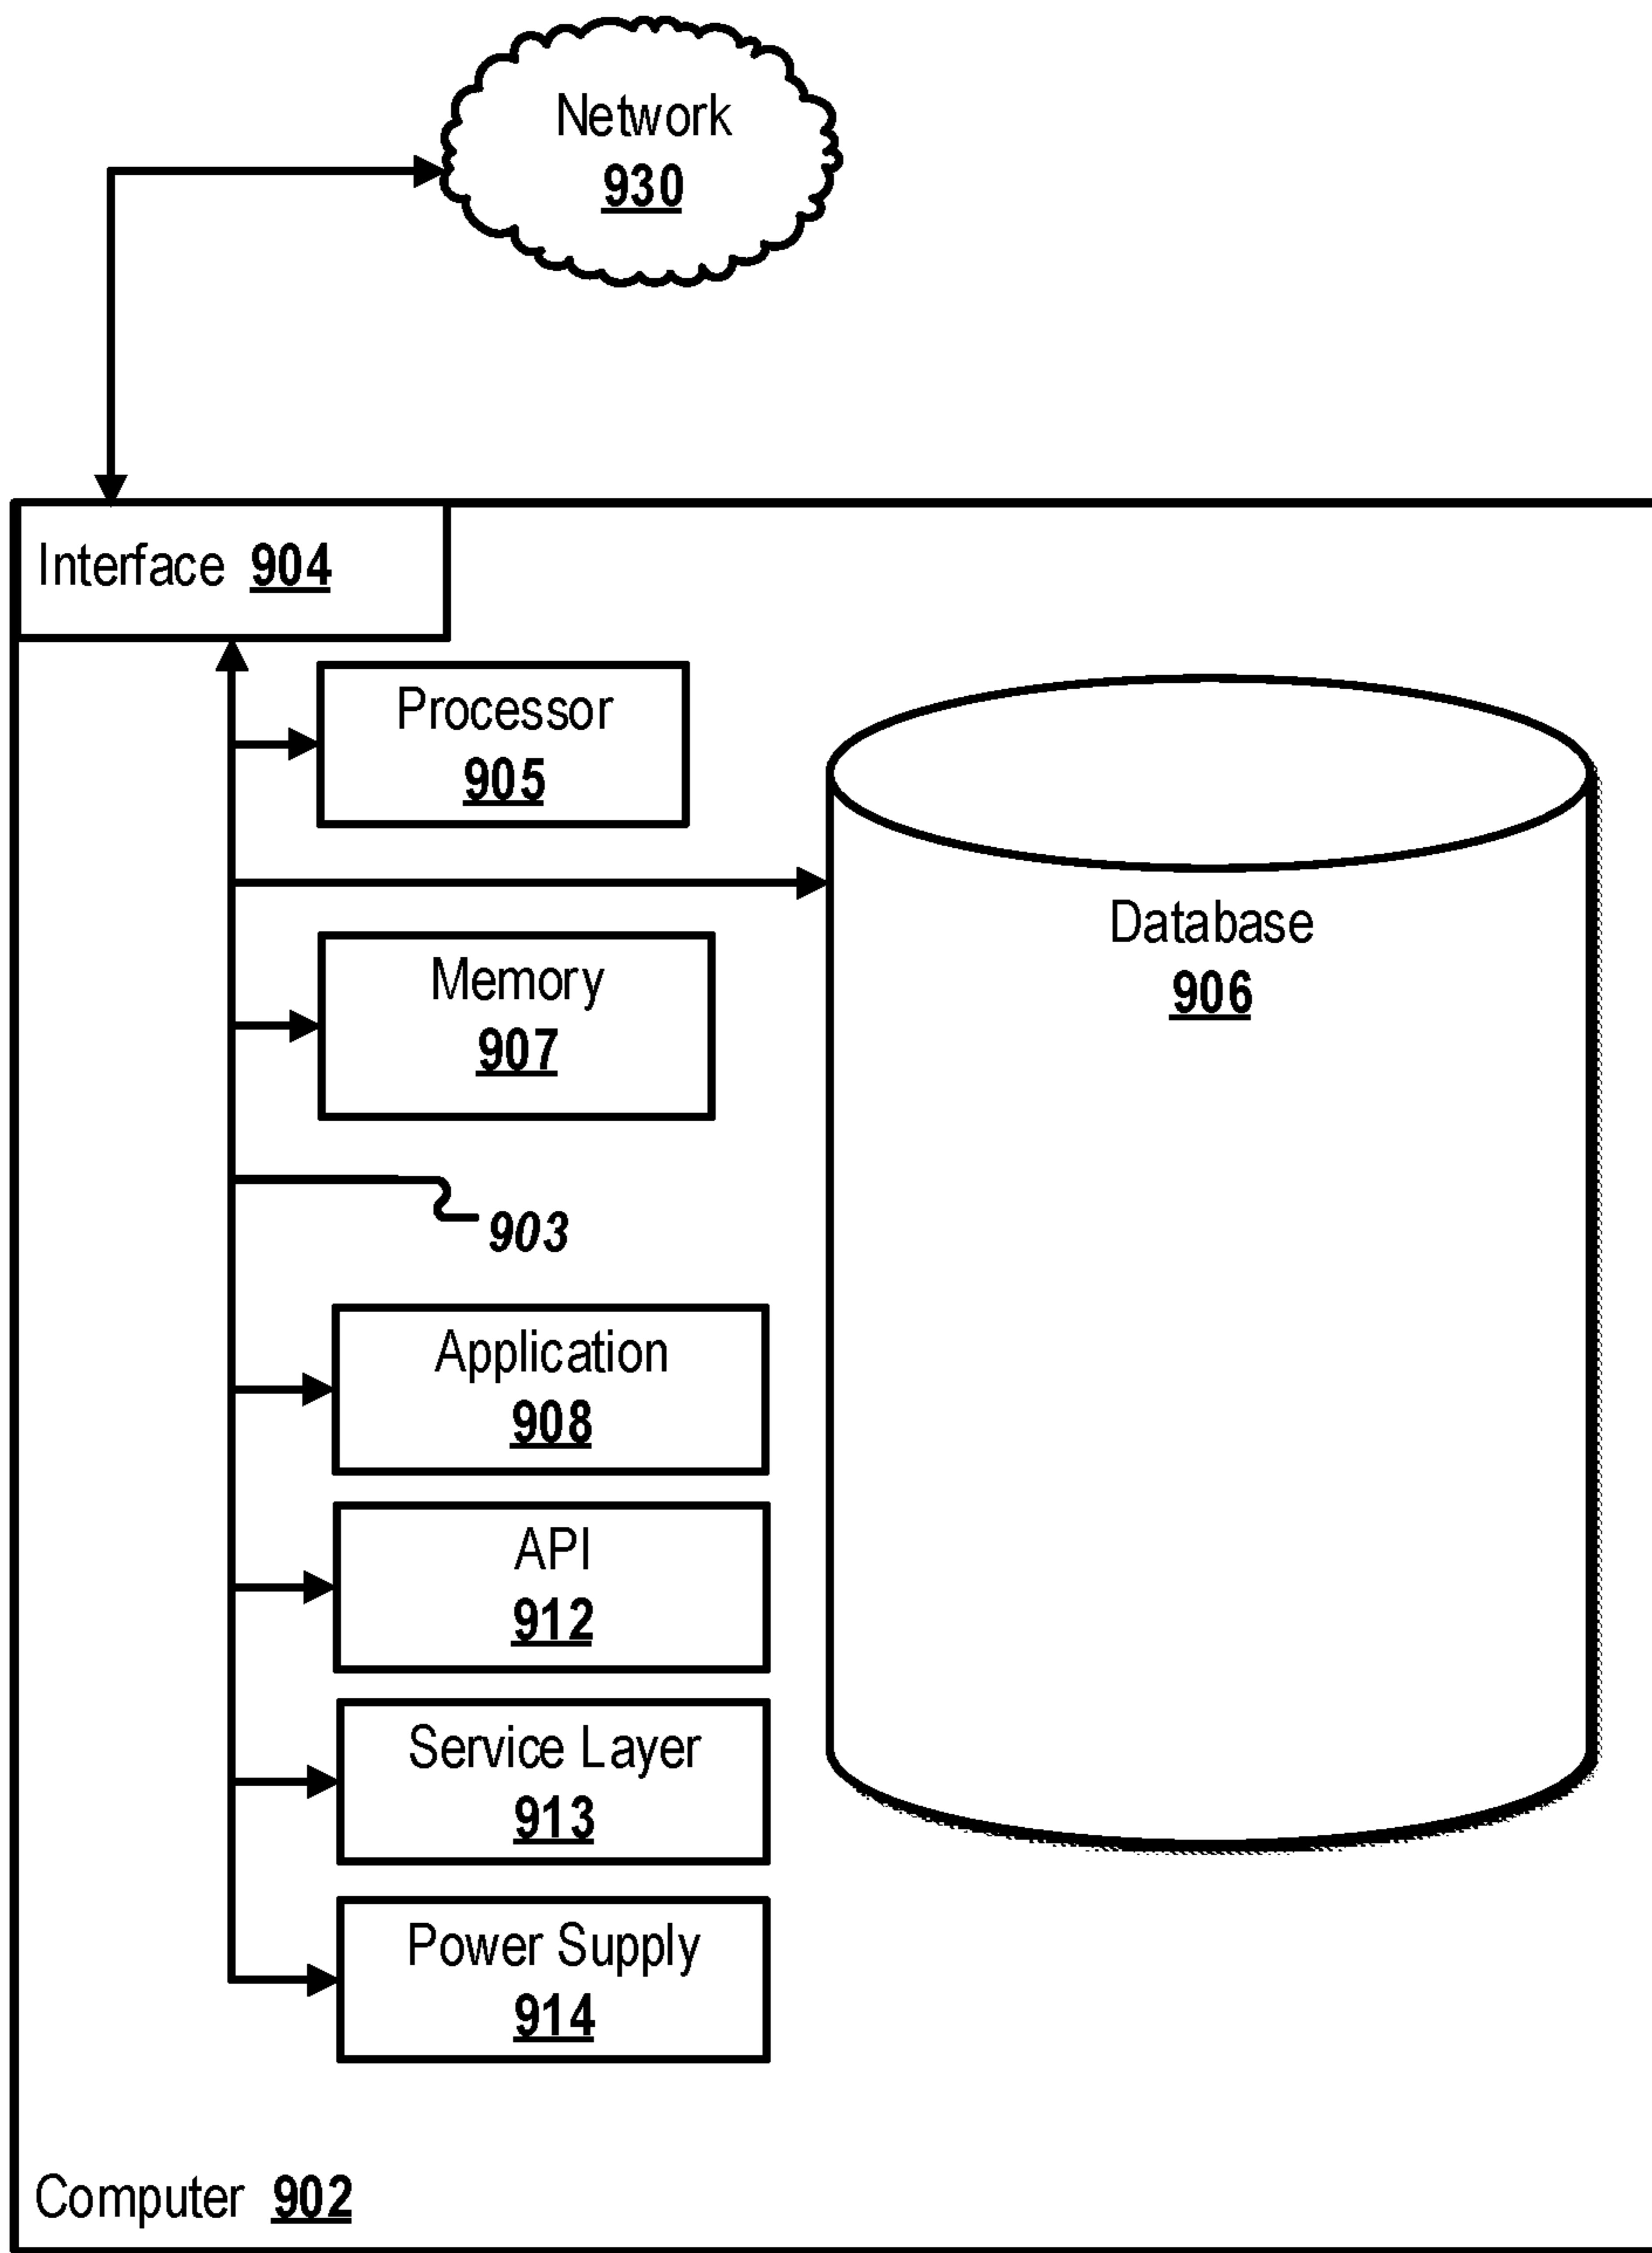 Network
930
Interface 904
Processor
905
Database
906
Memory
907
903
Application
908
API
912
Service Layer
913
Power Supply
914
Computer 902